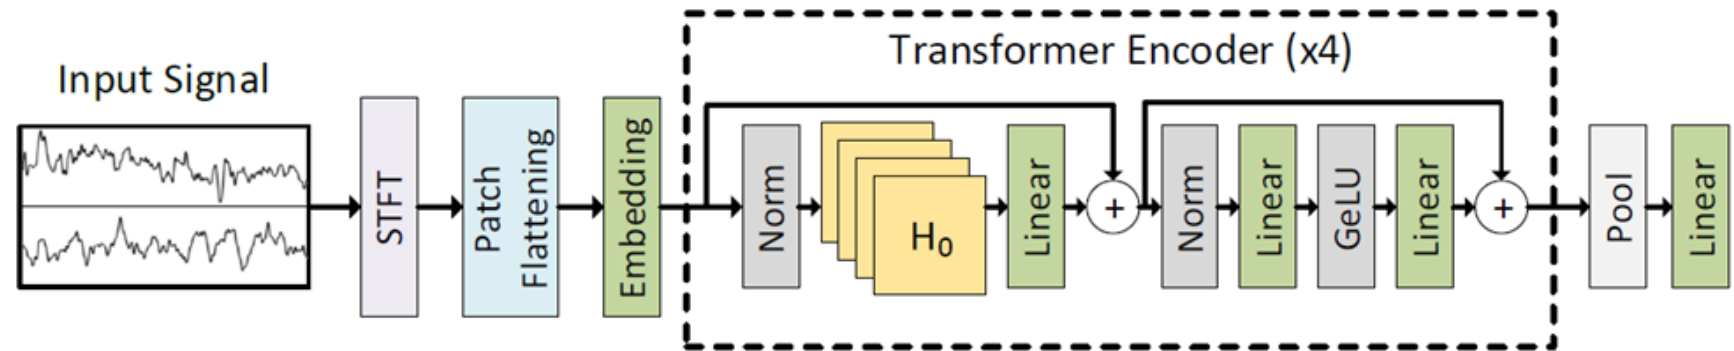 Transformer Encoder (x4)
Input Signal
STFT
Patch
Flattening
Embedding
Norm
H₀
Linear
+
Norm
Linear
GeLU
Linear
+
Pool
Linear